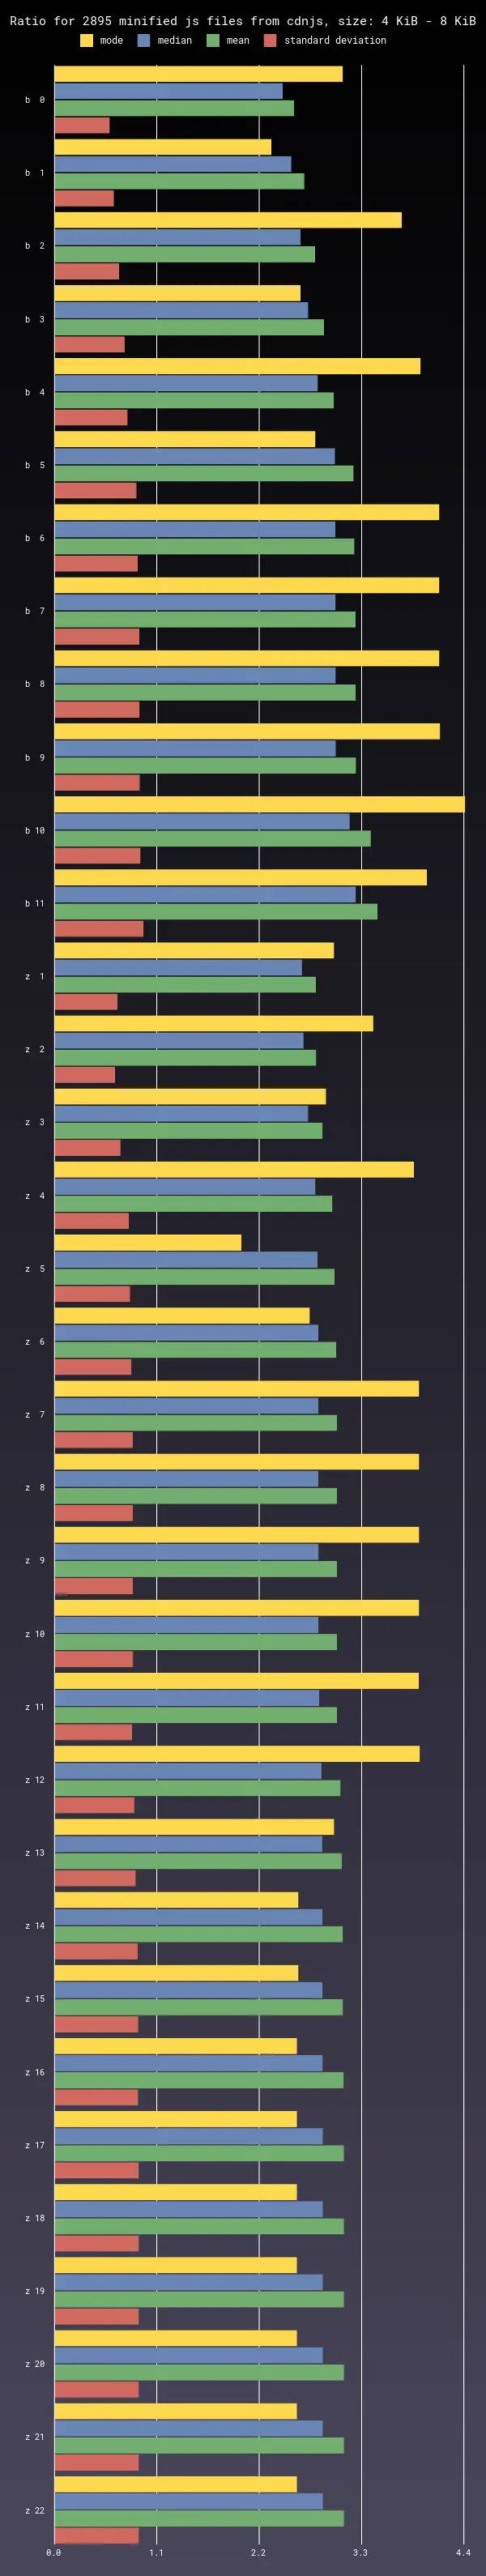 Ratio for 2895 minified js files from cdnjs, size: 4 KiB - 8 KiB
mode median mean standard deviation
b 0
b 1
b 2
b 3
b 4
b 5
b 6
b 7
b 8
b 9
b 10
b 11
z 1
z 2
z 3
z 4
z 5
z 6
z 7
z 8
z 9
z 10
z 11
z 12
z 13
z 14
z 15
z 16
z 17
z 18
z 19
z 20
z 21
z 22
0.0 1.1 2.2 3.3 4.4